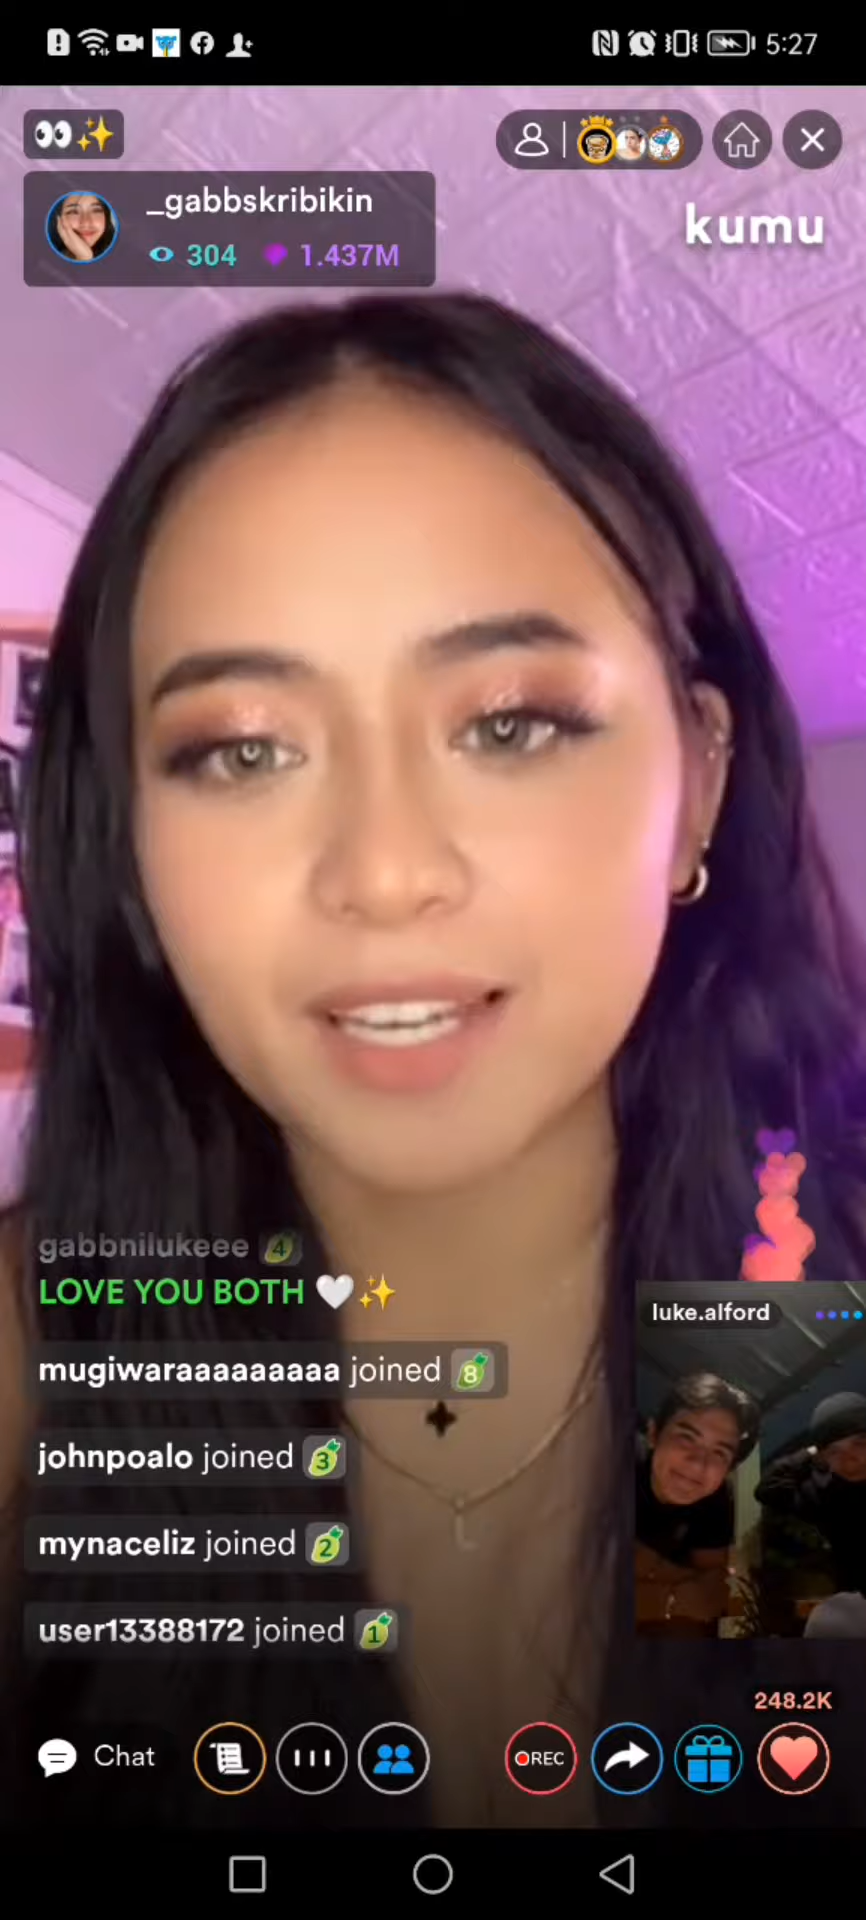 5:27
👀✨
_gabbskribikin
304 1.437M
kumu
gabbnilukeee 4
LOVE YOU BOTH 🤍✨
luke.alford
mugiwaraaaaaaaaa joined 8
johnpoalo joined 3
mynaceliz joined 2
user13388172 joined 1
248.2K
Chat
REC